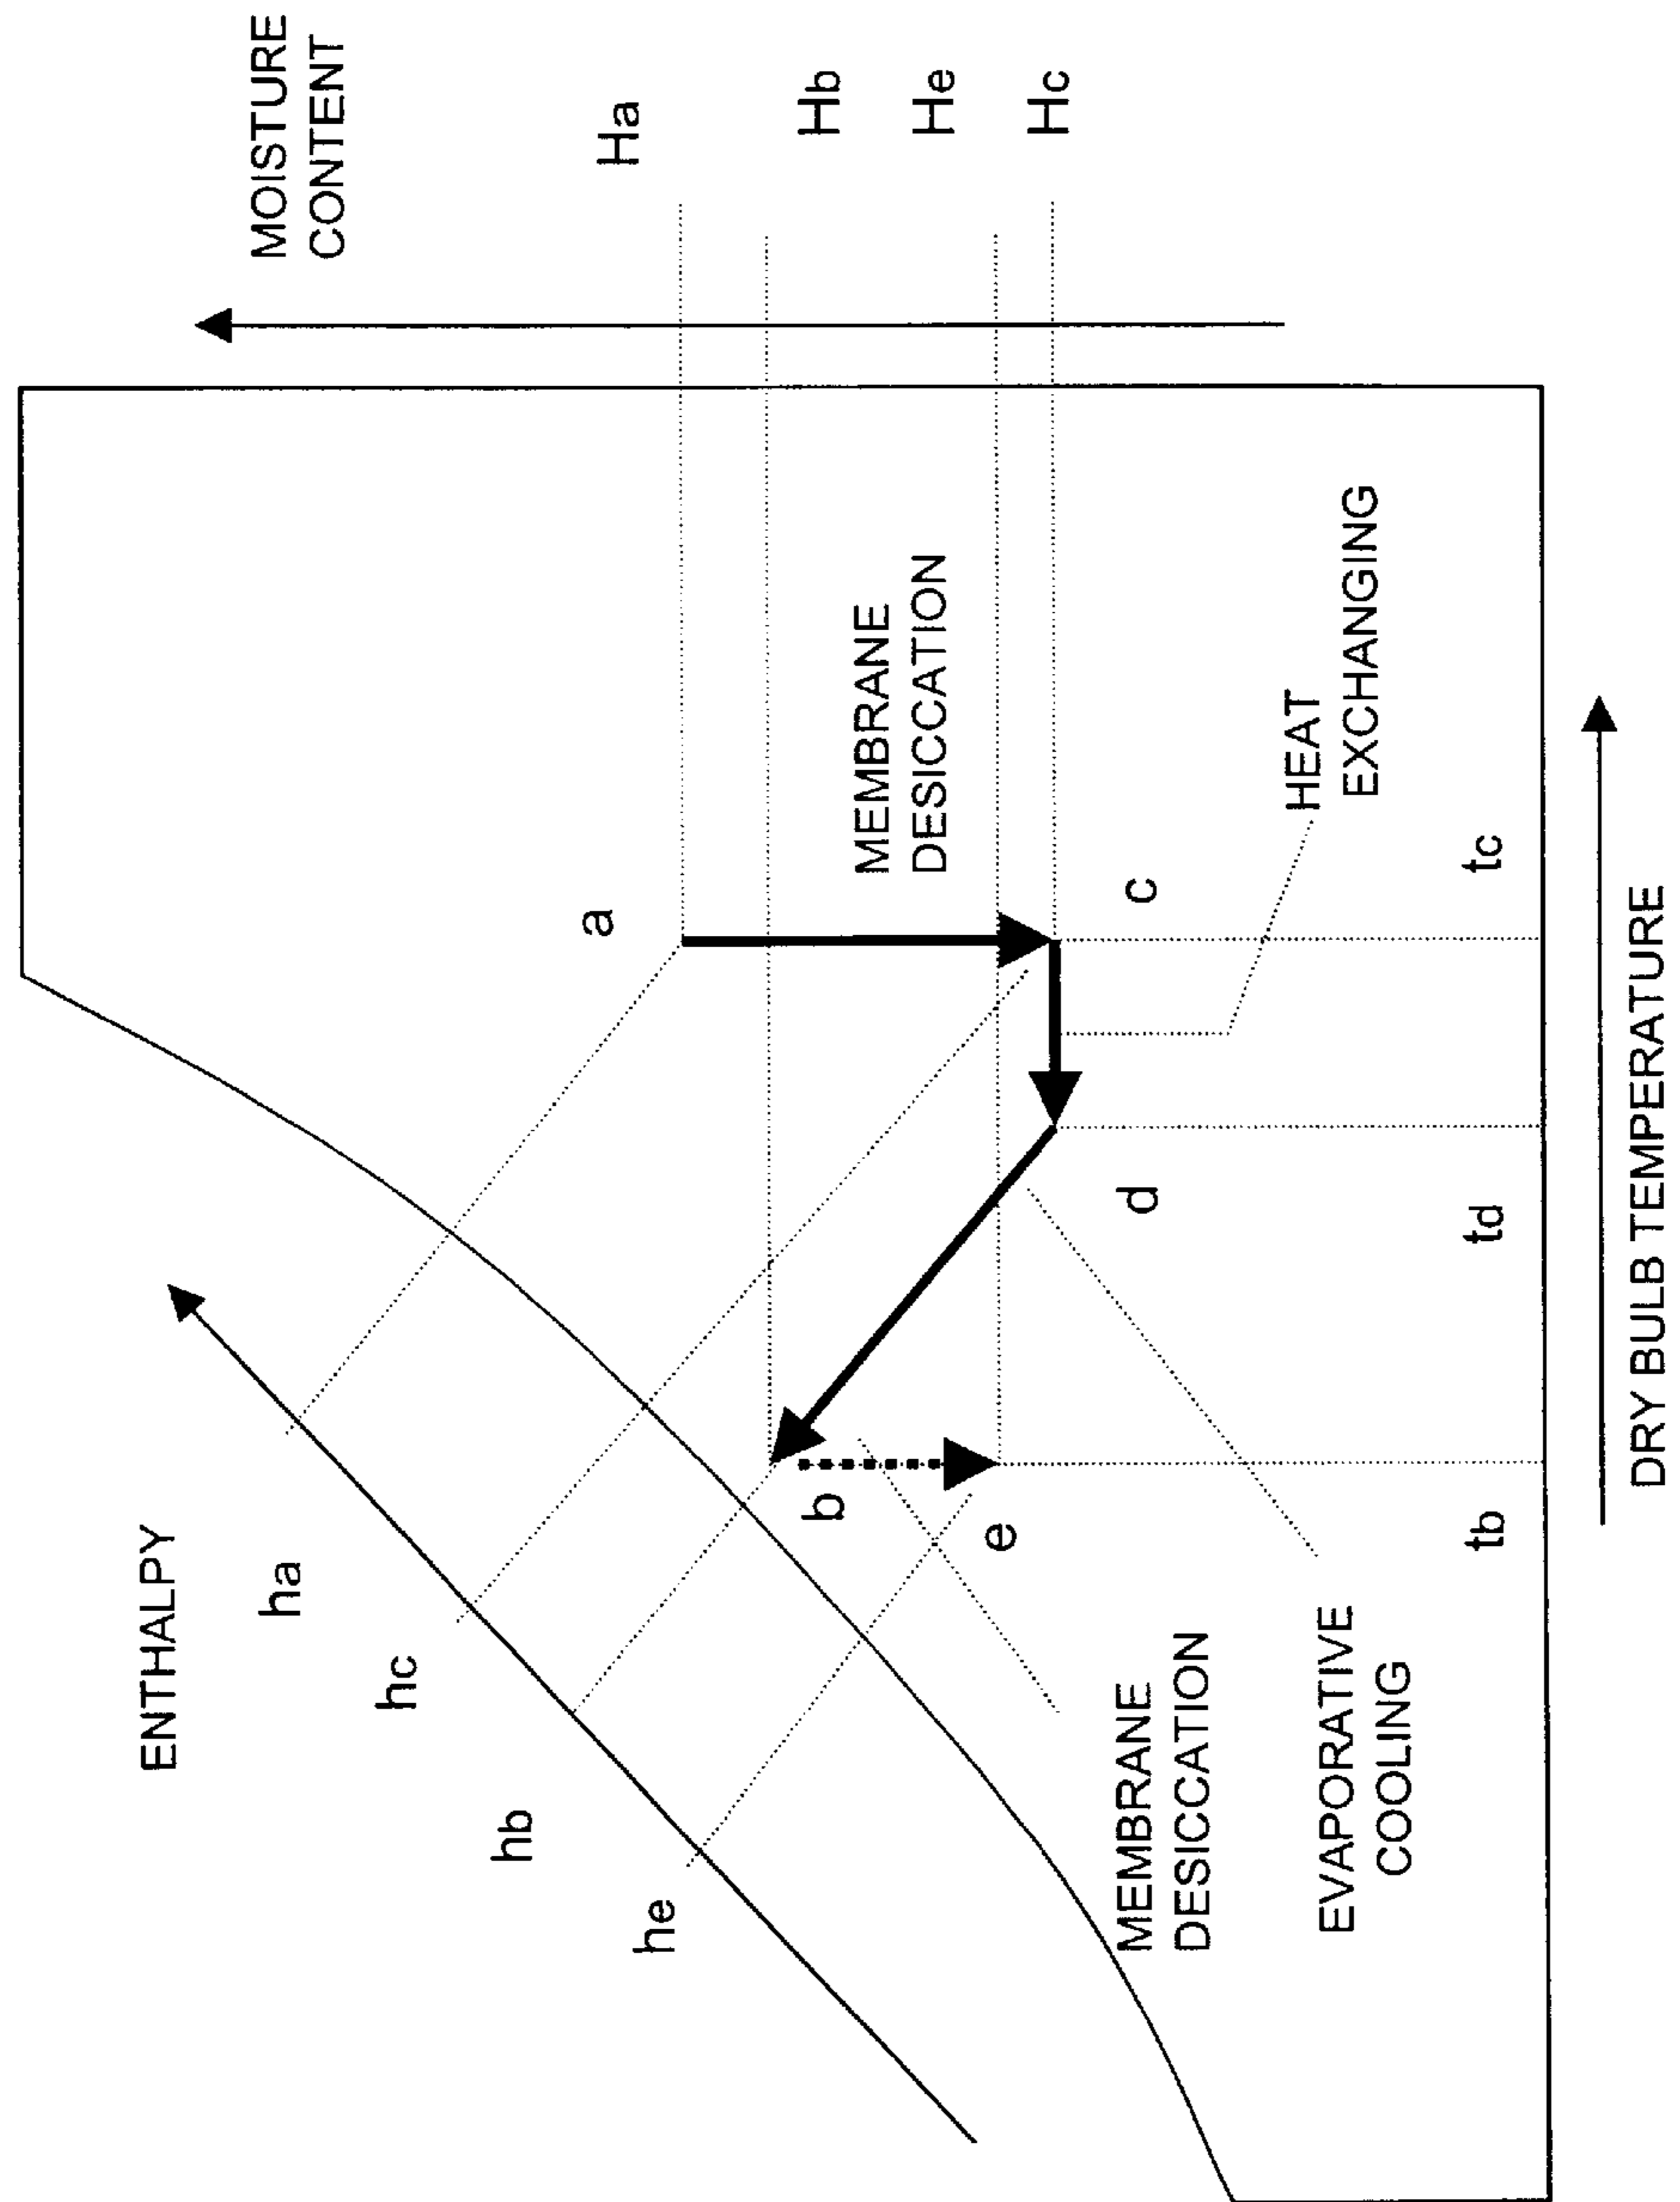 ENTHALPY
ha
hc
hb
he
MOISTURE
CONTENT
Ha
Hb
He
Hc
a
b
e
c
d
MEMBRANE
DESICCATION
HEAT
EXCHANGING
MEMBRANE
DESICCATION
EVAPORATIVE
COOLING
tb
td
tc
DRY BULB TEMPERATURE